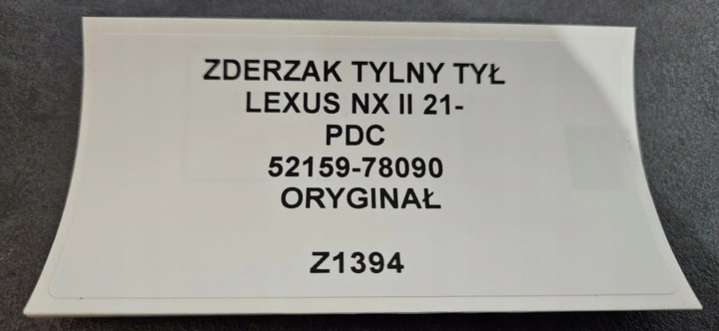 ZDERZAK TYLNY TYŁ
LEXUS NX II 21-
PDC
52159-78090
ORYGINAŁ
Z1394